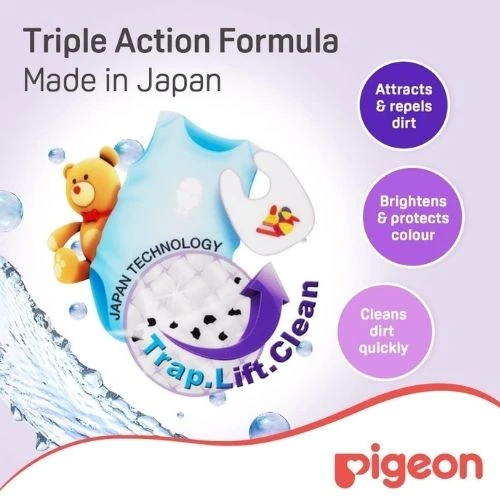 Triple Action Formula
Made in Japan
Attracts
& repels
dirt
Brightens
& protects
colour
Cleans
dirt
quickly
JAPAN TECHNOLOGY
Trap.Lift.Clean
pigeon